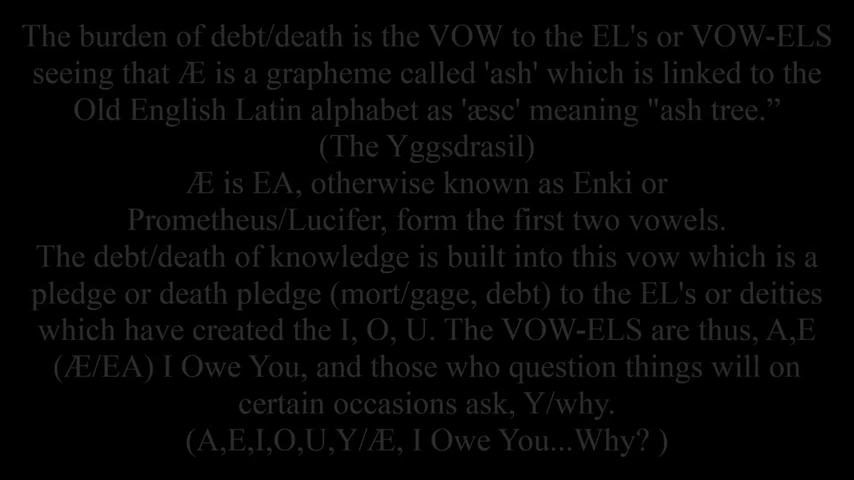 The burden of debt/death is the VOW to the EL's or VOW-ELS
seeing that Æ is a grapheme called 'ash' which is linked to the
Old English Latin alphabet as 'æsc' meaning "ash tree.”
(The Yggsdrasil)
Æ is EA, otherwise known as Enki or
Prometheus/Lucifer, form the first two vowels.
The debt/death of knowledge is built into this vow which is a
pledge or death pledge (mort/gage, debt) to the EL's or deities
which have created the I, O, U. The VOW-ELS are thus, A,E
(Æ/EA) I Owe You, and those who question things will on
certain occasions ask, Y/why.
(A,E,I,O,U,Y/Æ, I Owe You...Why? )